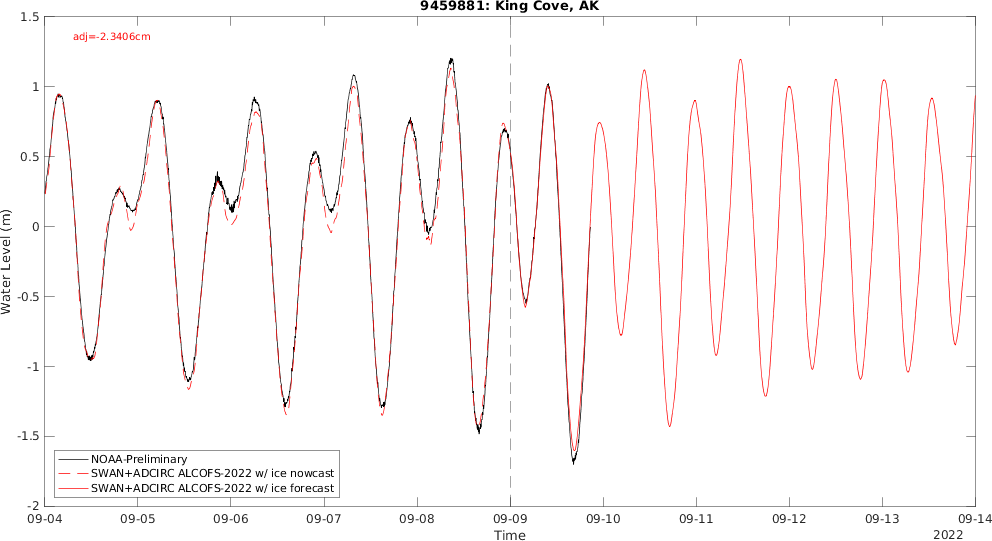 9459881: King Cove, AK
adj=-2.3406cm
1.5
1
0.5
0
-0.5
-1
-1.5
-2
Water Level (m)
NOAA-Preliminary
SWAN+ADCIRC ALCOFS-2022 w/ ice nowcast
SWAN+ADCIRC ALCOFS-2022 w/ ice forecast
09-04 09-05 09-06 09-07 09-08 09-09 09-10 09-11 09-12 09-13 09-14
Time
2022